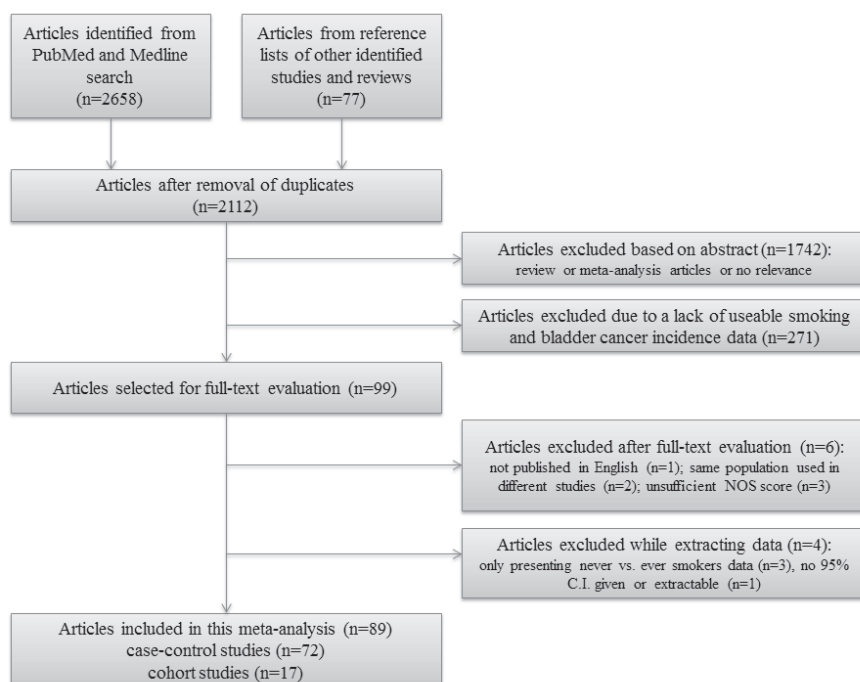 Articles identified from
PubMed and Medline
search
(n=2658)
Articles from reference
lists of other identified
studies and reviews
(n=77)
Articles after removal of duplicates
(n=2112)
Articles excluded based on abstract (n=1742):
review or meta-analysis articles or no relevance
Articles excluded due to a lack of useable smoking
and bladder cancer incidence data (n=271)
Articles selected for full-text evaluation (n=99)
Articles excluded after full-text evaluation (n=6):
not published in English (n=1); same population used in
different studies (n=2); unsufficient NOS score (n=3)
Articles excluded while extracting data (n=4):
only presenting never vs. ever smokers data (n=3), no 95%
C.I. given or extractable (n=1)
Articles included in this meta-analysis (n=89)
case-control studies (n=72)
cohort studies (n=17)